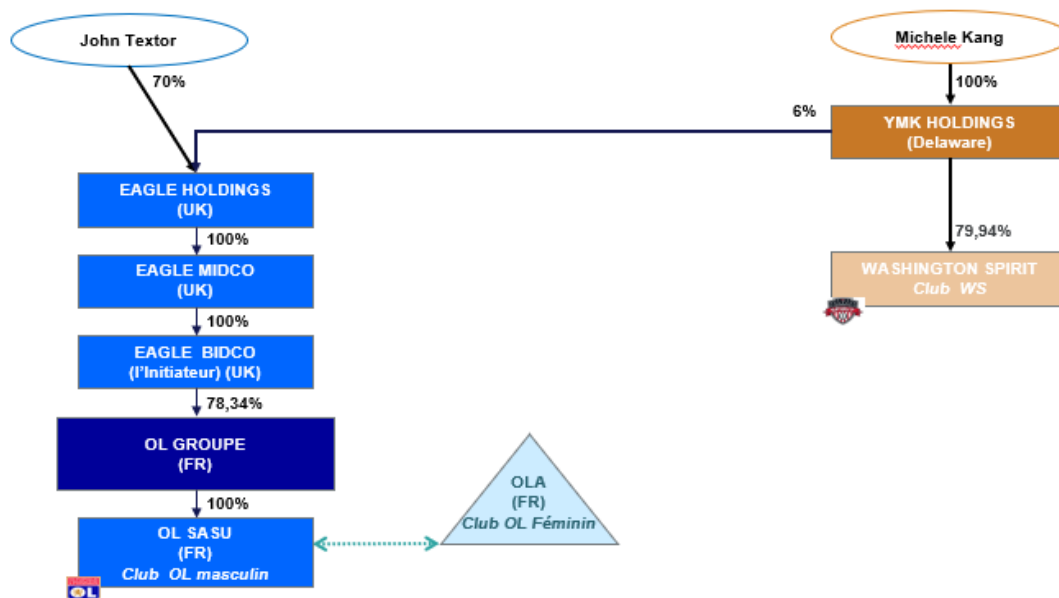 John Textor
Michele Kang
70%
100%
6%
YMK HOLDINGS
(Delaware)
EAGLE HOLDINGS
(UK)
79,94%
100%
EAGLE MIDCO
(UK)
WASHINGTON SPIRIT
Club WS
100%
EAGLE BIDCO
(l'Initiateur) (UK)
78,34%
OL GROUPE
(FR)
OLA
(FR)
Club OL Féminin
100%
OL SASU
(FR)
Club OL masculin
OL